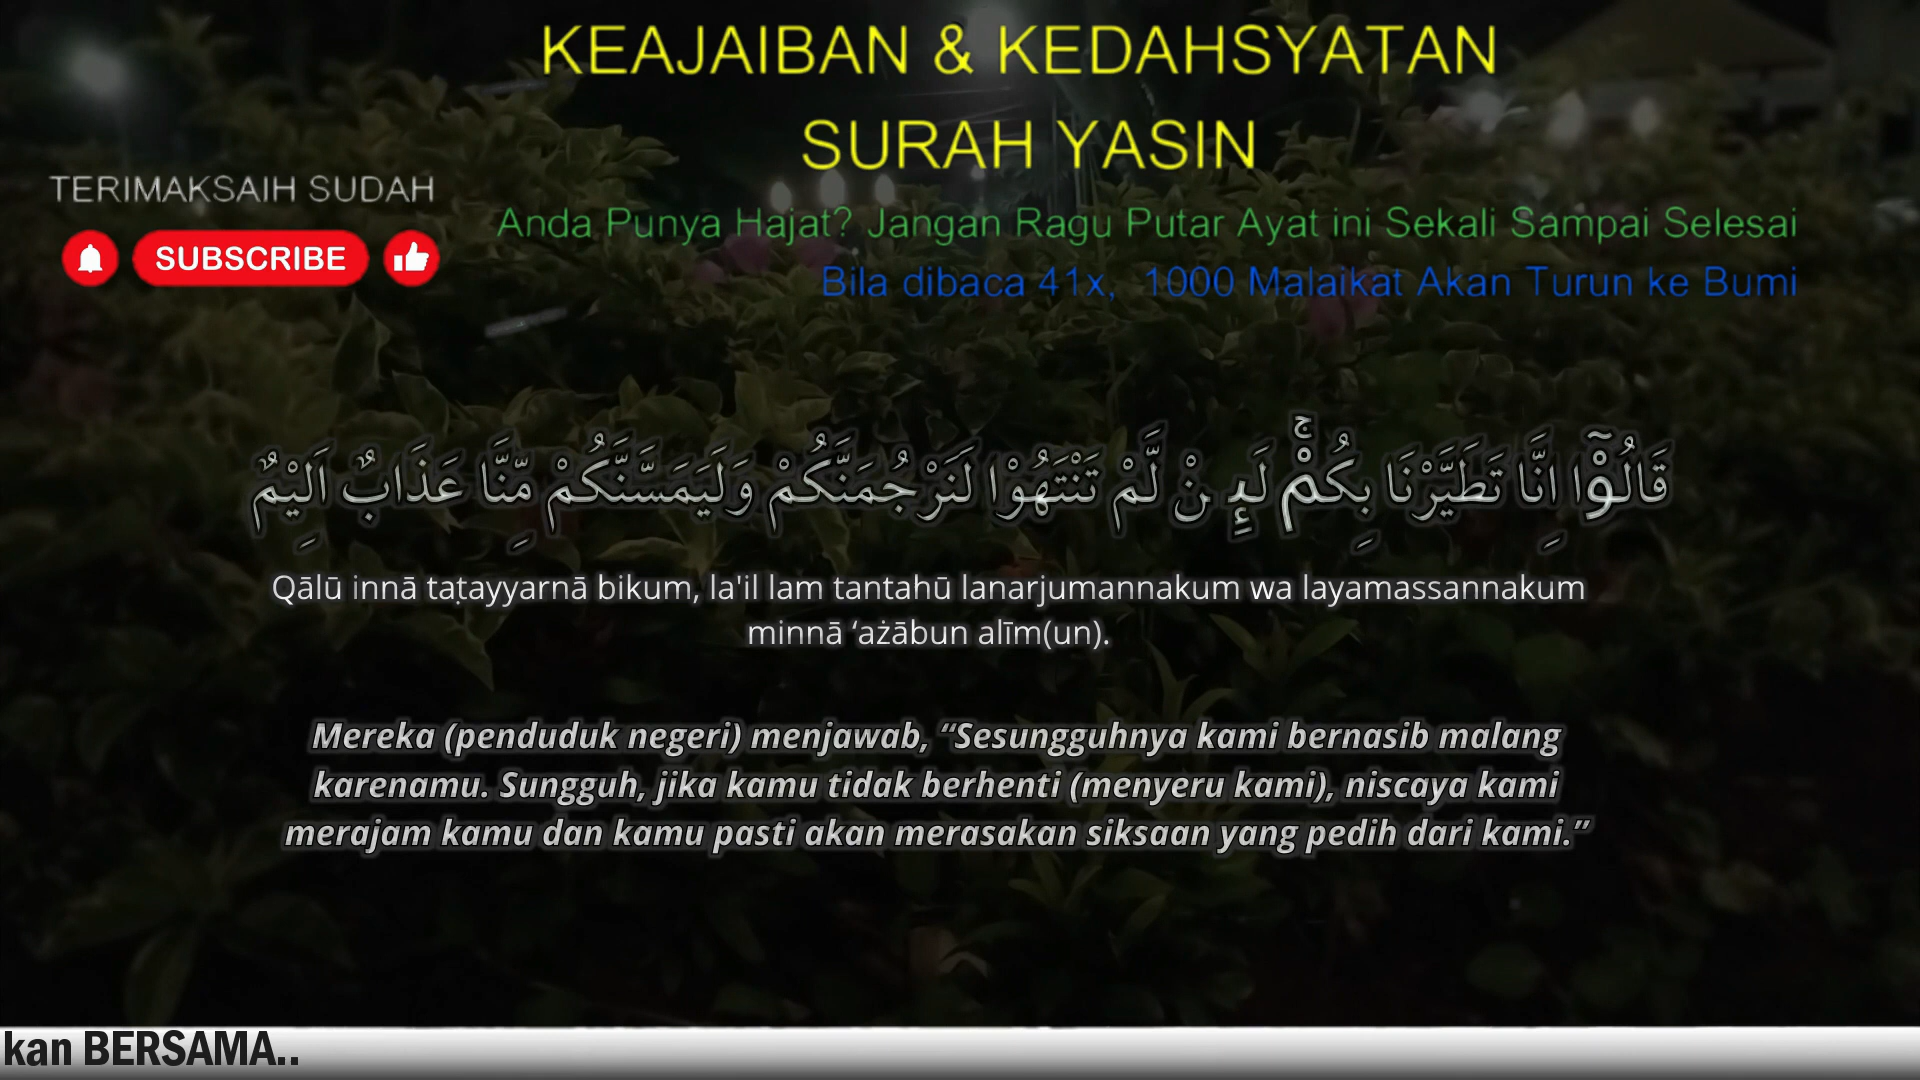 KEAJAIBAN & KEDAHSYATAN
SURAH YASIN
TERIMAKSAIH SUDAH
SUBSCRIBE
Anda Punya Hajat? Jangan Ragu Putar Ayat ini Sekali Sampai Selesai
Bila dibaca 41x, 1000 Malaikat Akan Turun ke Bumi
قَالُوْٓا اِنَّا تَطَيَّرْنَا بِكُمْۚ لَىِٕنْ لَّمْ تَنْتَهُوْا لَنَرْجُمَنَّكُمْ وَلَيَمَسَّنَّكُمْ مِّنَّا عَذَابٌ اَلِيْمٌ
Qālū innā taṭayyarnā bikum, la'il lam tantahū lanarjumannakum wa layamassannakum
minnā ‘ażābun alīm(un).
Mereka (penduduk negeri) menjawab, “Sesungguhnya kami bernasib malang
karenamu. Sungguh, jika kamu tidak berhenti (menyeru kami), niscaya kami
merajam kamu dan kamu pasti akan merasakan siksaan yang pedih dari kami.”
kan BERSAMA..